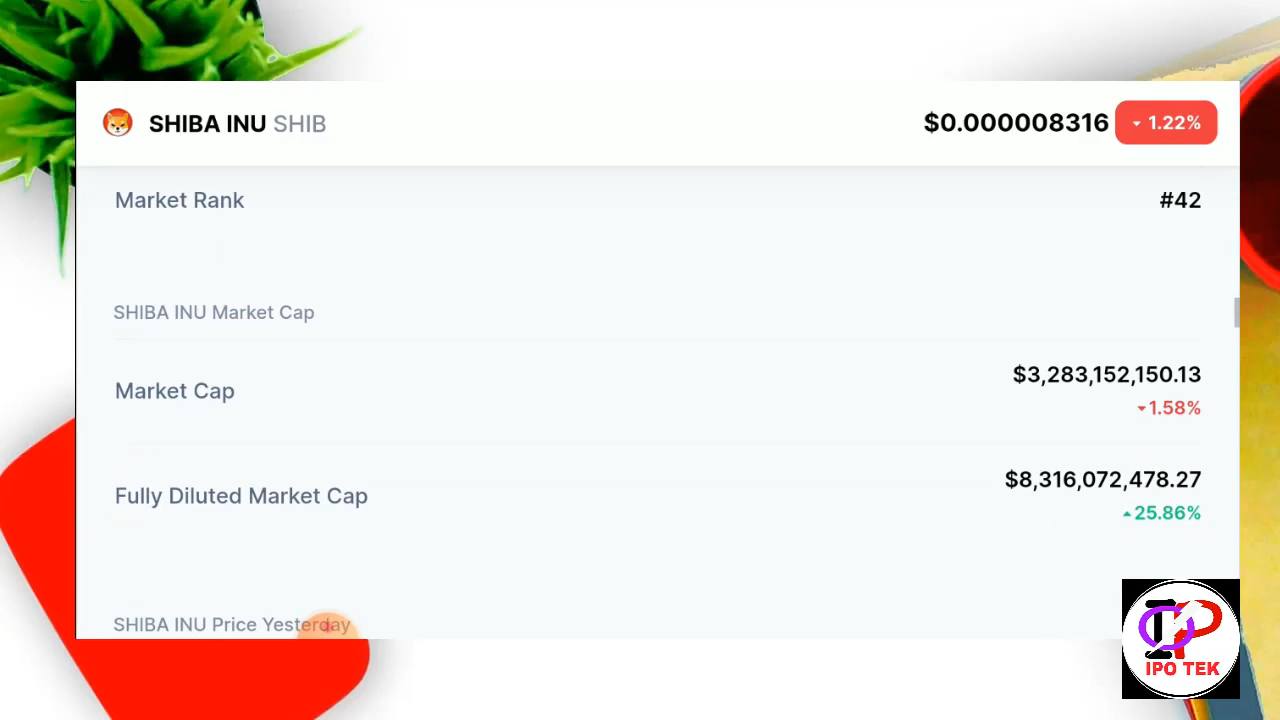 SHIBA INU SHIB
$0.000008316 1.22%
Market Rank #42
SHIBA INU Market Cap
Market Cap $3,283,152,150.13
1.58%
Fully Diluted Market Cap $8,316,072,478.27
25.86%
SHIBA INU Price Yesterday
IPO TEK